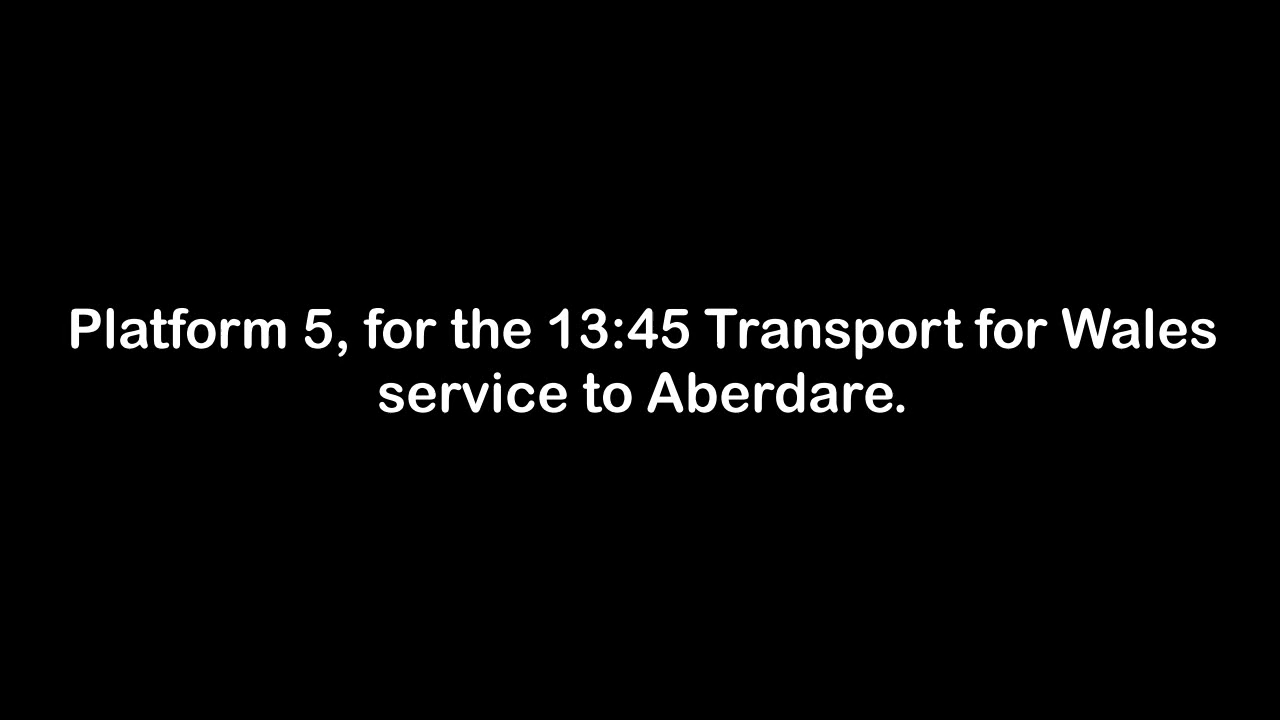 Platform 5, for the 13:45 Transport for Wales
service to Aberdare.